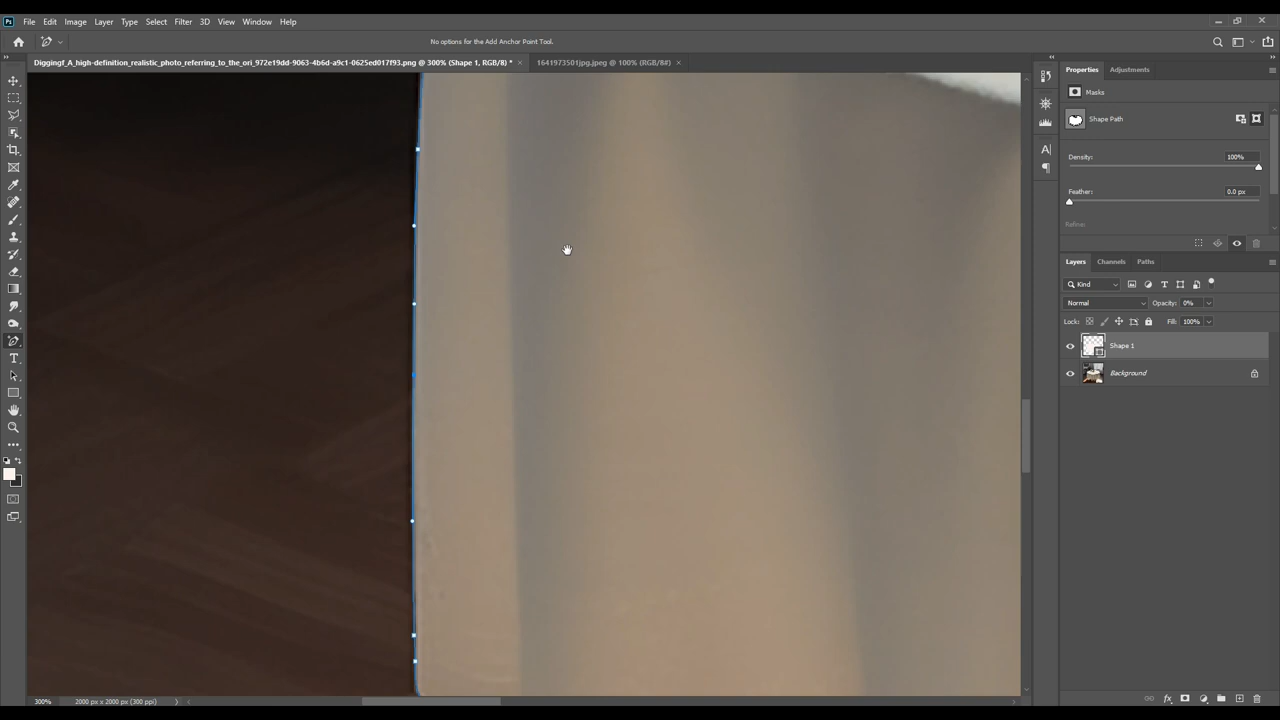 Ps File Edit Image Layer Type Select Filter 3D View Window Help
No options for the Add Anchor Point Tool.
Diggingf_A_high-definition_realistic_photo_referring_to_the_ori_972e19dd-9063-4b6d-a9c1-0625ed017f93.png @ 300% (Shape 1, RGB/8) * ×
1641973501jpg.jpeg @ 100% (RGB/8#) ×
Properties Adjustments
Masks
Shape Path
Density: 100%
Feather: 0.0 px
Refine:
Layers Channels Paths
Kind
Normal Opacity: 0%
Lock: Fill: 100%
Shape 1
Background
300% 2000 px x 2000 px (300 ppi)